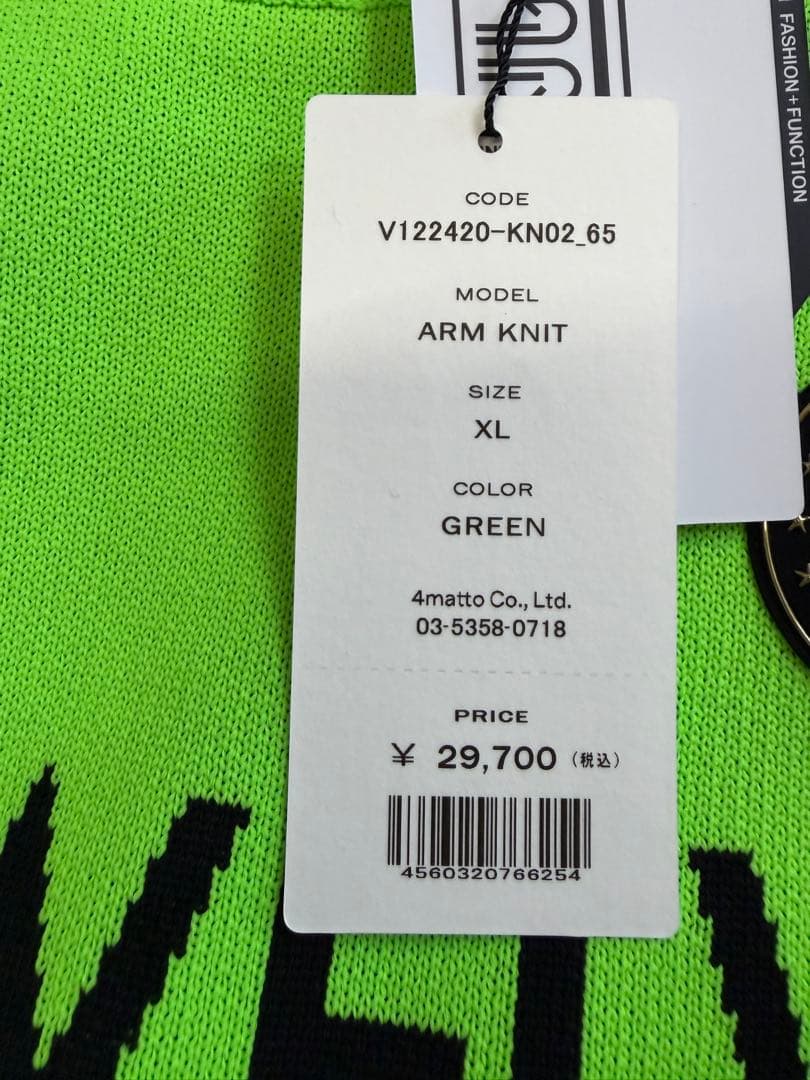 FASHION+FUNCTION
CODE
V122420-KN02_65
MODEL
ARM KNIT
SIZE
XL
COLOR
GREEN
4matto Co., Ltd.
03-5358-0718
PRICE
¥ 29,700 (税込)
4560320766254